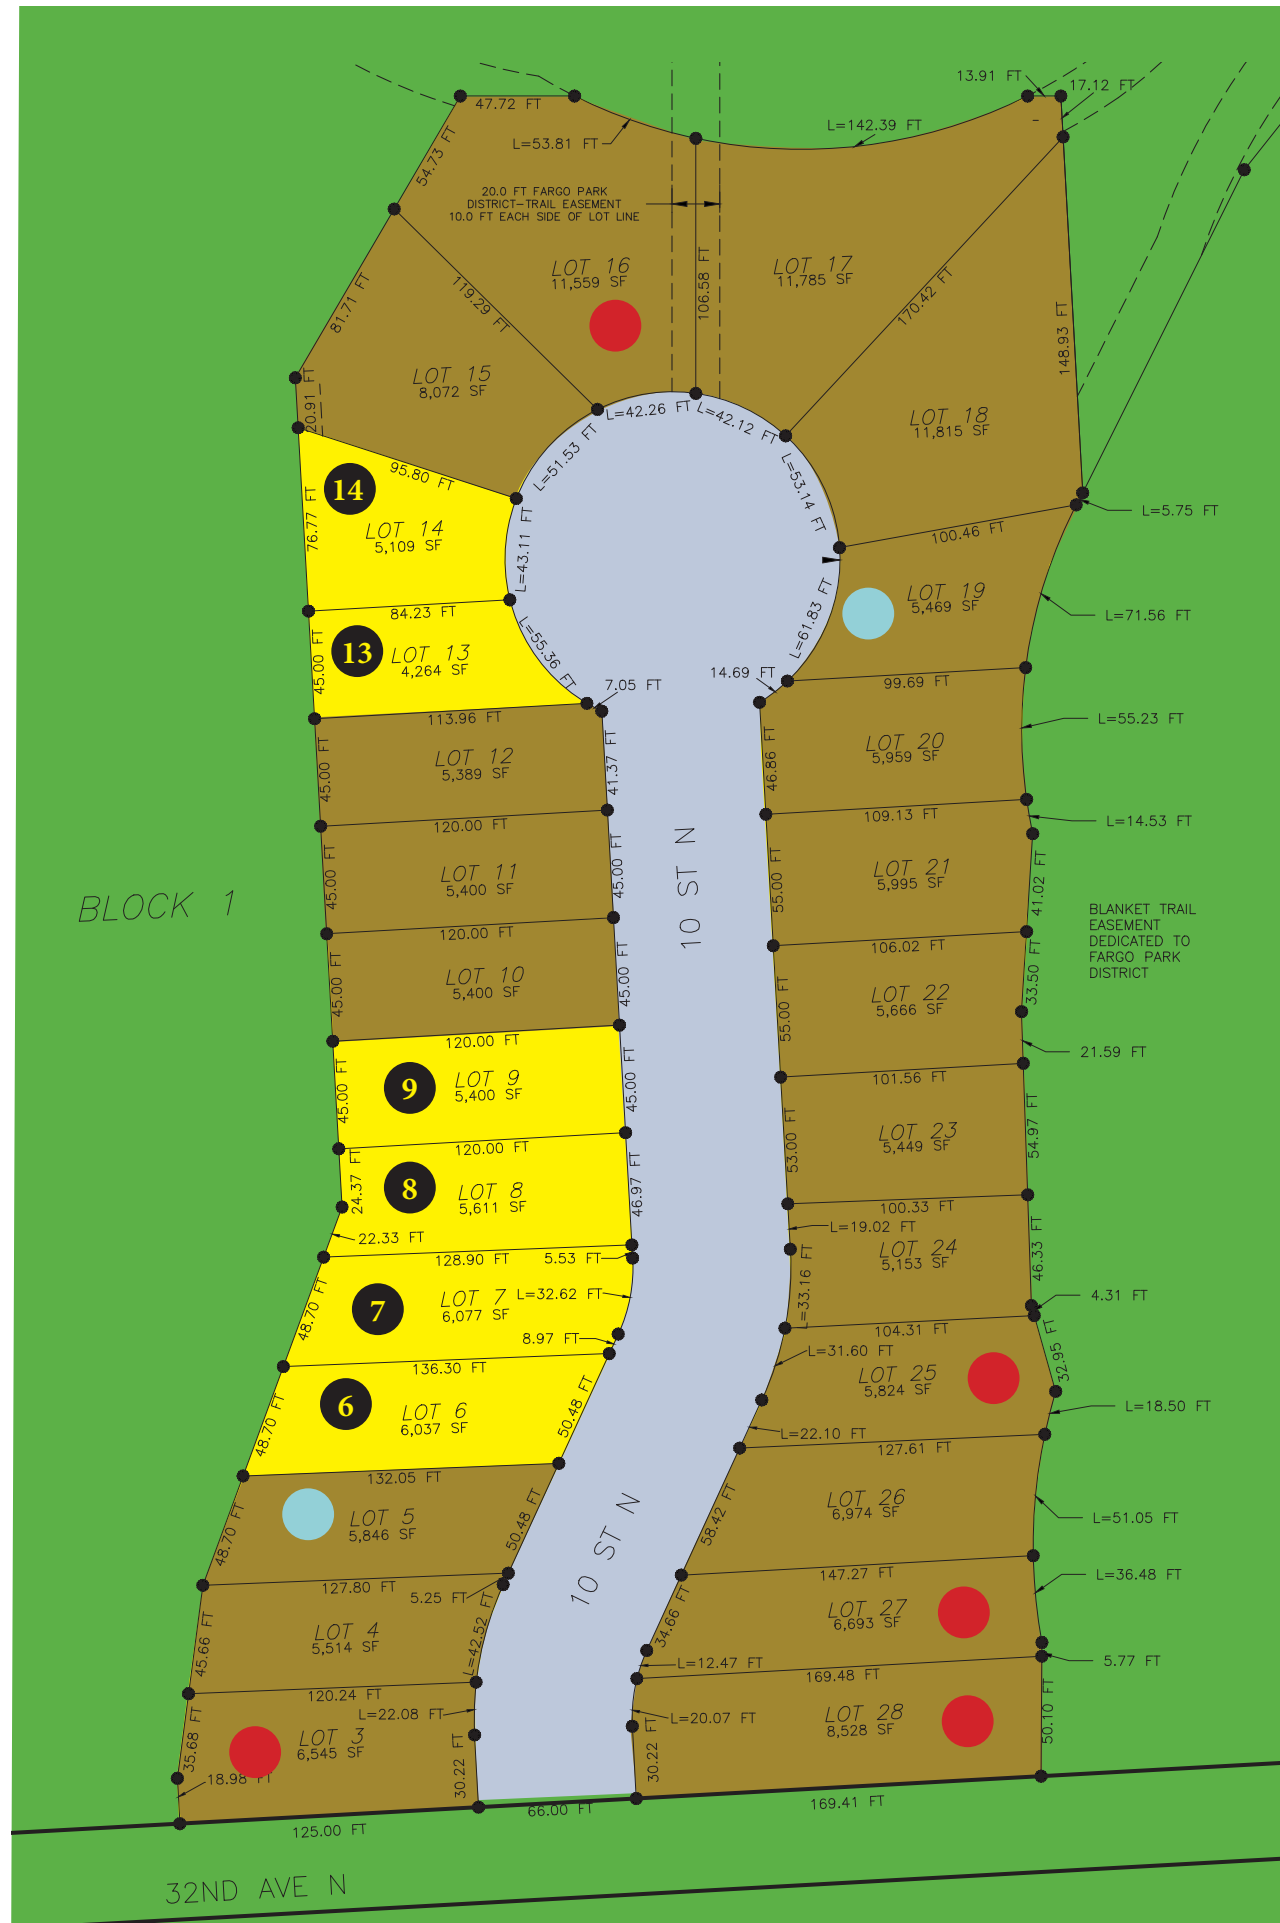 13.91 FT
17.12 FT
47.72 FT
L=53.81 FT
L=142.39 FT
54.73 FT
20.0 FT FARGO PARK
DISTRICT-TRAIL EASEMENT
10.0 FT EACH SIDE OF LOT LINE
LOT 16
11,559 SF
106.58 FT
LOT 17
11,785 SF
170.42 FT
148.93 FT
81.71 FT
119.29 FT
LOT 15
8,072 SF
20.91 FT
L=42.26 FT
L=42.12 FT
L=51.53 FT
L=53.14 FT
LOT 18
11,815 SF
95.80 FT
14
LOT 14
5,109 SF
76.77 FT
L=43.11 FT
100.46 FT
L=5.75 FT
84.23 FT
L=55.36 FT
L=61.83 FT
LOT 19
5,469 SF
L=71.56 FT
13
LOT 13
4,264 SF
45.00 FT
7.05 FT
14.69 FT
99.69 FT
113.96 FT
L=55.23 FT
LOT 12
5,389 SF
45.00 FT
41.37 FT
46.86 FT
LOT 20
5,959 SF
120.00 FT
109.13 FT
L=14.53 FT
LOT 11
5,400 SF
45.00 FT
45.00 FT
10 ST N
55.00 FT
LOT 21
5,995 SF
41.02 FT
BLOCK 1
BLANKET TRAIL
EASEMENT
DEDICATED TO
FARGO PARK
DISTRICT
120.00 FT
106.02 FT
LOT 10
5,400 SF
45.00 FT
45.00 FT
55.00 FT
LOT 22
5,666 SF
33.50 FT
21.59 FT
120.00 FT
101.56 FT
9
LOT 9
5,400 SF
45.00 FT
45.00 FT
53.00 FT
LOT 23
5,449 SF
54.97 FT
120.00 FT
8
LOT 8
5,611 SF
24.37 FT
46.97 FT
100.33 FT
L=19.02 FT
22.33 FT
128.90 FT
5.53 FT
LOT 24
5,153 SF
L=33.16 FT
46.33 FT
4.31 FT
7
LOT 7
6,077 SF
L=32.62 FT
48.70 FT
8.97 FT
104.31 FT
32.95 FT
L=31.60 FT
136.30 FT
LOT 25
5,824 SF
L=18.50 FT
6
LOT 6
6,037 SF
48.70 FT
50.48 FT
L=22.10 FT
127.61 FT
132.05 FT
LOT 5
5,846 SF
48.70 FT
50.48 FT
10 ST N
58.42 FT
LOT 26
6,974 SF
L=51.05 FT
127.80 FT
5.25 FT
147.27 FT
L=36.48 FT
LOT 4
5,514 SF
45.66 FT
L=42.52 FT
34.66 FT
LOT 27
6,693 SF
L=12.47 FT
5.77 FT
120.24 FT
169.48 FT
L=22.08 FT
L=20.07 FT
LOT 3
6,545 SF
35.68 FT
18.98 FT
30.22 FT
30.22 FT
LOT 28
8,528 SF
50.10 FT
125.00 FT
66.00 FT
169.41 FT
32ND AVE N